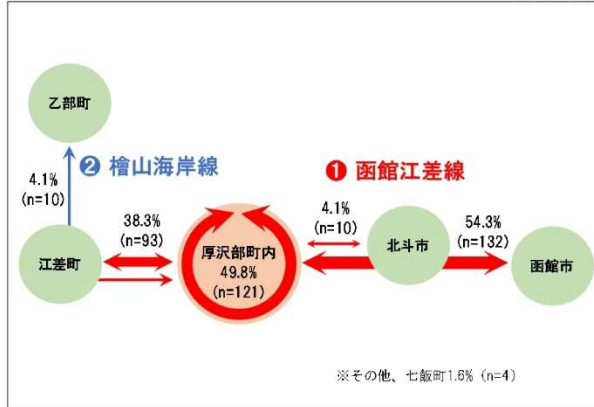 乙部町
❷ 檜山海岸線
❶ 函館江差線
4.1%
(n=10)
38.3%
(n=93)
4.1%
(n=10)
54.3%
(n=132)
江差町
厚沢部町内
49.8%
(n=121)
北斗市
函館市
※その他、七飯町1.6% (n=4)